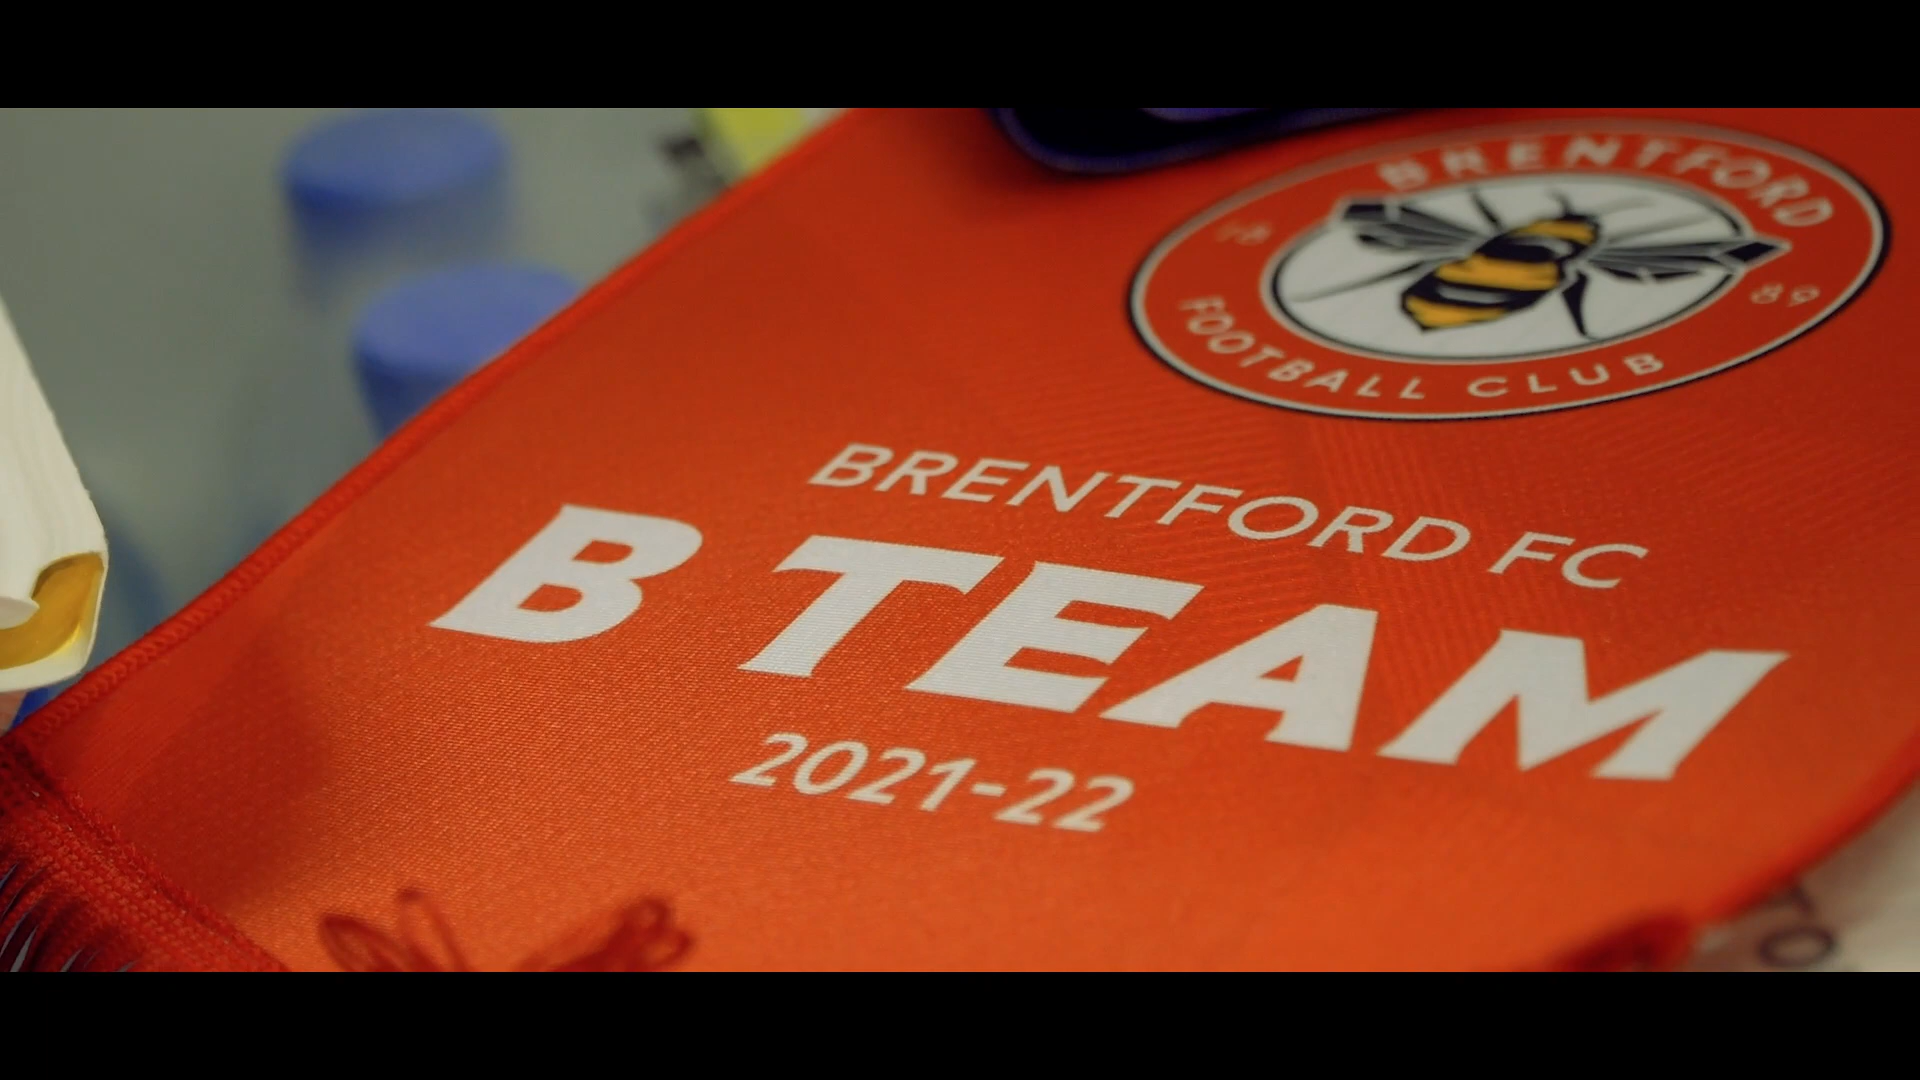 BRENTFORD
18 89
FOOTBALL CLUB
BRENTFORD FC
B TEAM
2021-22